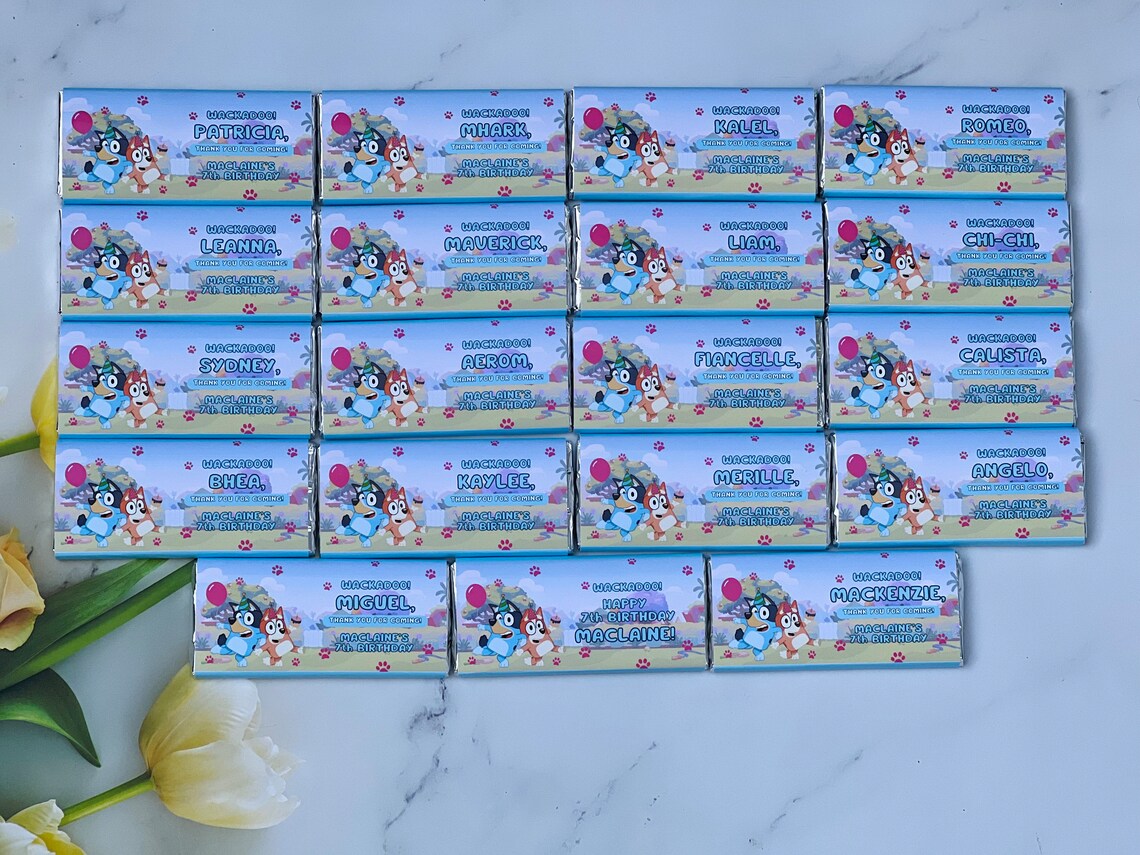 WACKADOO!
PATRICIA,
THANK YOU FOR COMING!
MACLAINE'S
7th BIRTHDAY
WACKADOO!
MHARK,
THANK YOU FOR COMING!
MACLAINE'S
7th BIRTHDAY
WACKADOO!
KALEL,
THANK YOU FOR COMING!
MACLAINE'S
7th BIRTHDAY
WACKADOO!
ROMEO,
THANK YOU FOR COMING!
MACLAINE'S
7th BIRTHDAY
WACKADOO!
LEANNA,
THANK YOU FOR COMING!
MACLAINE'S
7th BIRTHDAY
WACKADOO!
MAVERICK,
THANK YOU FOR COMING!
MACLAINE'S
7th BIRTHDAY
WACKADOO!
LIAM,
THANK YOU FOR COMING!
MACLAINE'S
7th BIRTHDAY
WACKADOO!
CHI-CHI,
THANK YOU FOR COMING!
MACLAINE'S
7th BIRTHDAY
WACKADOO!
SYDNEY,
THANK YOU FOR COMING!
MACLAINE'S
7th BIRTHDAY
WACKADOO!
AEROM,
THANK YOU FOR COMING!
MACLAINE'S
7th BIRTHDAY
WACKADOO!
FIANCELLE,
THANK YOU FOR COMING!
MACLAINE'S
7th BIRTHDAY
WACKADOO!
CALISTA,
THANK YOU FOR COMING!
MACLAINE'S
7th BIRTHDAY
WACKADOO!
BHEA,
THANK YOU FOR COMING!
MACLAINE'S
7th BIRTHDAY
WACKADOO!
KAYLEE,
THANK YOU FOR COMING!
MACLAINE'S
7th BIRTHDAY
WACKADOO!
MERILLE,
THANK YOU FOR COMING!
MACLAINE'S
7th BIRTHDAY
WACKADOO!
ANGELO,
THANK YOU FOR COMING!
MACLAINE'S
7th BIRTHDAY
WACKADOO!
MIGUEL,
THANK YOU FOR COMING!
MACLAINE'S
7th BIRTHDAY
WACKADOO!
HAPPY
7th BIRTHDAY
MACLAINE!
WACKADOO!
MACKENZIE,
THANK YOU FOR COMING!
MACLAINE'S
7th BIRTHDAY